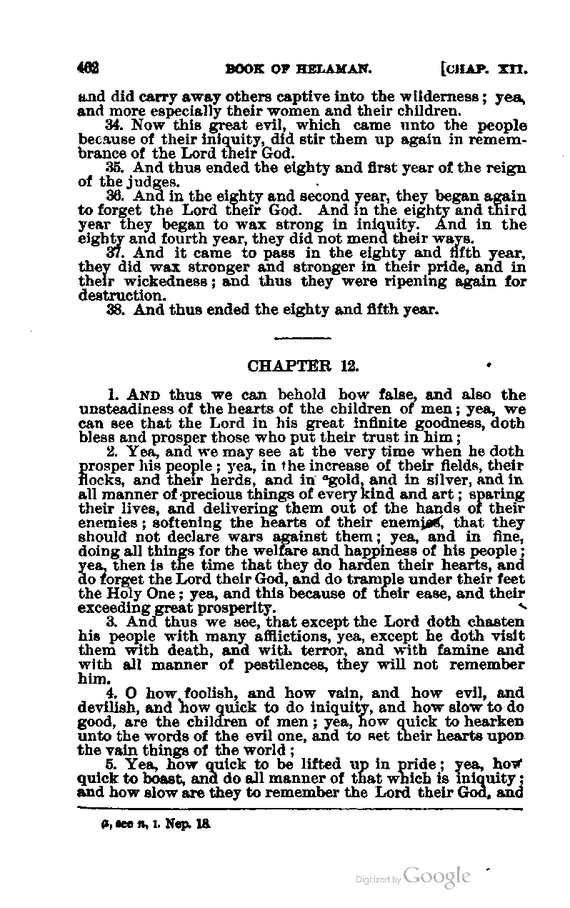 462 BOOK OF HELAMAN. [CHAP. XII.
and did carry away others captive into the wilderness; yea,
and more especially their women and their children.
34. Now this great evil, which came unto the people
because of their iniquity, did stir them up again in remem-
brance of the Lord their God.
35. And thus ended the eighty and first year of the reign
of the judges.
36. And in the eighty and second year, they began again
to forget the Lord their God. And in the eighty and third
year they began to wax strong in iniquity. And in the
eighty and fourth year, they did not mend their ways.
37. And it came to pass in the eighty and fifth year,
they did wax stronger and stronger in their pride, and in
their wickedness; and thus they were ripening again for
destruction.
38. And thus ended the eighty and fifth year.
CHAPTER 12.
1. AND thus we can behold how false, and also the
unsteadiness of the hearts of the children of men; yea, we
can see that the Lord in his great infinite goodness, doth
bless and prosper those who put their trust in him;
2. Yea, and we may see at the very time when he doth
prosper his people; yea, in the increase of their fields, their
flocks, and their herds, and in ᵃgold, and in silver, and in
all manner of precious things of every kind and art; sparing
their lives, and delivering them out of the hands of their
enemies; softening the hearts of their enemies, that they
should not declare wars against them; yea, and in fine,
doing all things for the welfare and happiness of his people;
yea, then is the time that they do harden their hearts, and
do forget the Lord their God, and do trample under their feet
the Holy One; yea, and this because of their ease, and their
exceeding great prosperity.
3. And thus we see, that except the Lord doth chasten
his people with many afflictions, yea, except he doth visit
them with death, and with terror, and with famine and
with all manner of pestilences, they will not remember
him.
4. O how foolish, and how vain, and how evil, and
devilish, and how quick to do iniquity, and how slow to do
good, are the children of men; yea, how quick to hearken
unto the words of the evil one, and to set their hearts upon
the vain things of the world;
5. Yea, how quick to be lifted up in pride; yea, how
quick to boast, and do all manner of that which is iniquity;
and how slow are they to remember the Lord their God, and
a, see n, 1. Nep. 18.
Digitized by Google